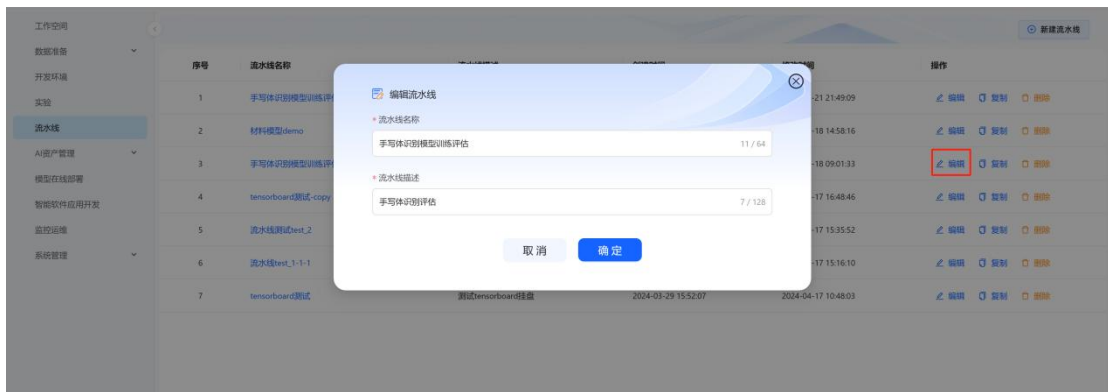 工作空间
新建流水线
数据准备
序号 流水线名称 操作
开发环境
编辑流水线
1 手写体识别模型训练评 -21 21:49:09 编辑 复制 删除
实验
* 流水线名称
流水线
2 材料模型demo -18 14:58:16 编辑 复制 删除
手写体识别模型训练评估 11 / 64
AI资产管理
3 手写体识别模型训练评 -18 09:01:33 编辑 复制 删除
模型在线部署
* 流水线描述
4 tensorboard测试-copy -17 16:48:46 编辑 复制 删除
智能软件应用开发
手写体识别评估 7 / 128
监控运维
5 流水线测试test_2 -17 15:35:52 编辑 复制 删除
取消 确定
系统管理
6 流水线test_1-1-1 -17 15:16:10 编辑 复制 删除
7 tensorboard测试 测试tensorboard挂盘 2024-03-29 15:52:07 2024-04-17 10:48:03 编辑 复制 删除